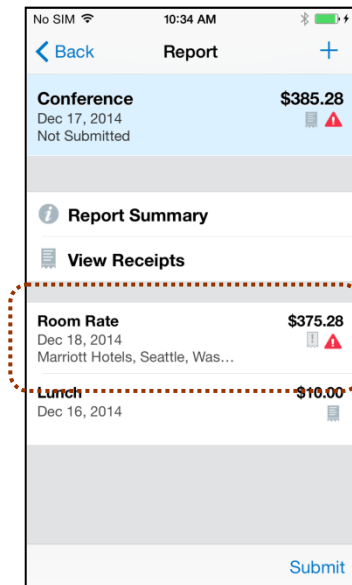 No SIM 10:34 AM
Back Report +
Conference $385.28
Dec 17, 2014
Not Submitted
Report Summary
View Receipts
Room Rate $375.28
Dec 18, 2014
Marriott Hotels, Seattle, Was...
Lunch $10.00
Dec 16, 2014
Submit